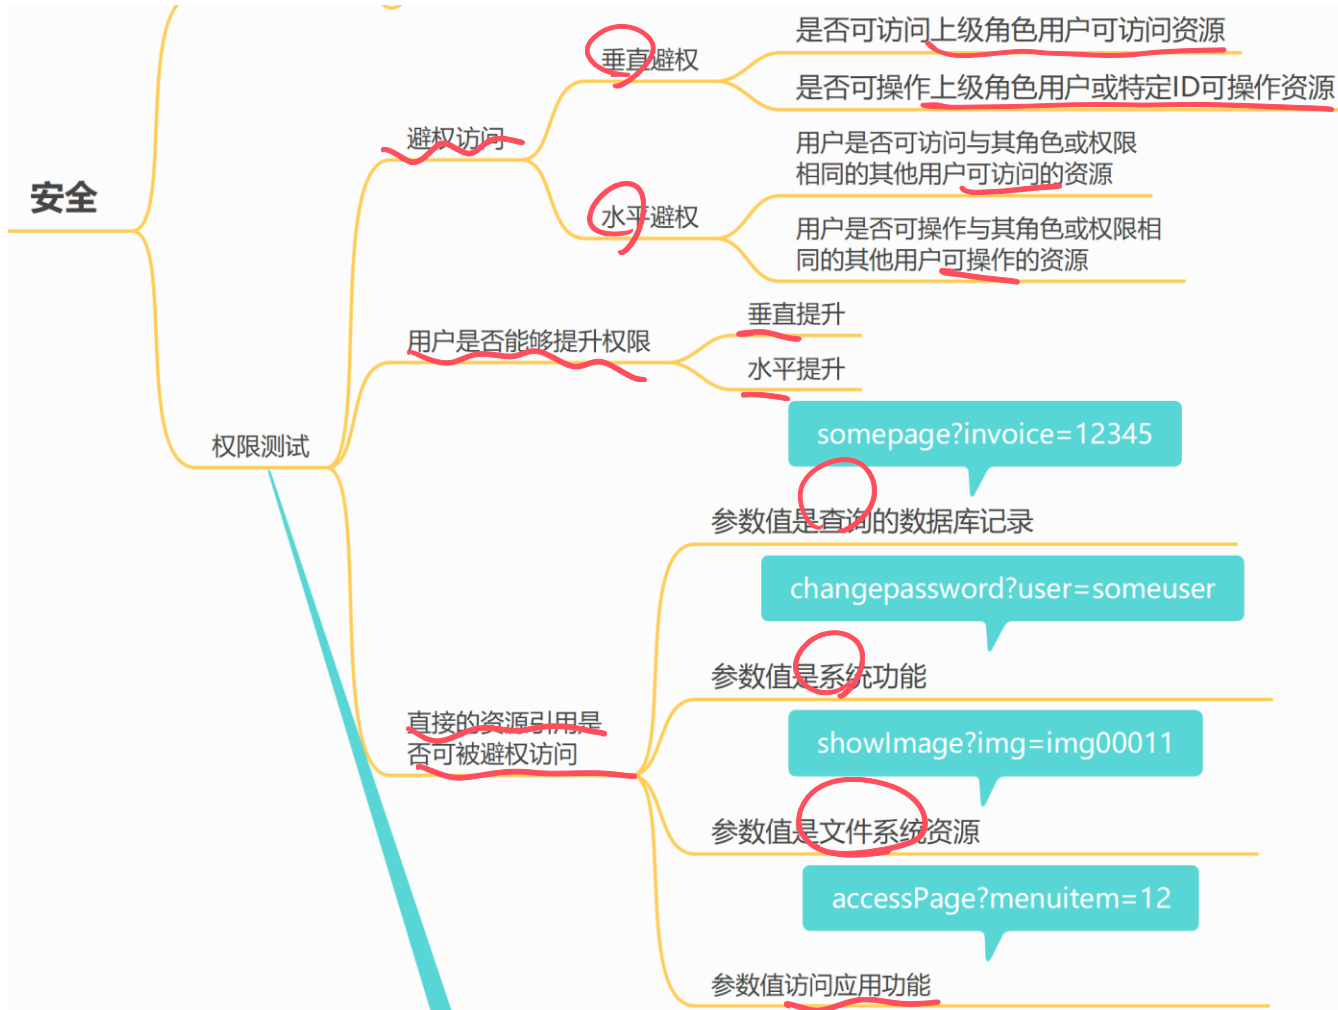 是否可访问上级角色用户可访问资源
垂直避权
是否可操作上级角色用户或特定ID可操作资源
避权访问
用户是否可访问与其角色或权限
相同的其他用户可访问的资源
安全
水平避权
用户是否可操作与其角色或权限相
同的其他用户可操作的资源
垂直提升
用户是否能够提升权限
水平提升
权限测试
somepage?invoice=12345
参数值是查询的数据库记录
changepassword?user=someuser
参数值是系统功能
直接的资源引用是
否可被避权访问
showImage?img=img00011
参数值是文件系统资源
accessPage?menuitem=12
参数值访问应用功能